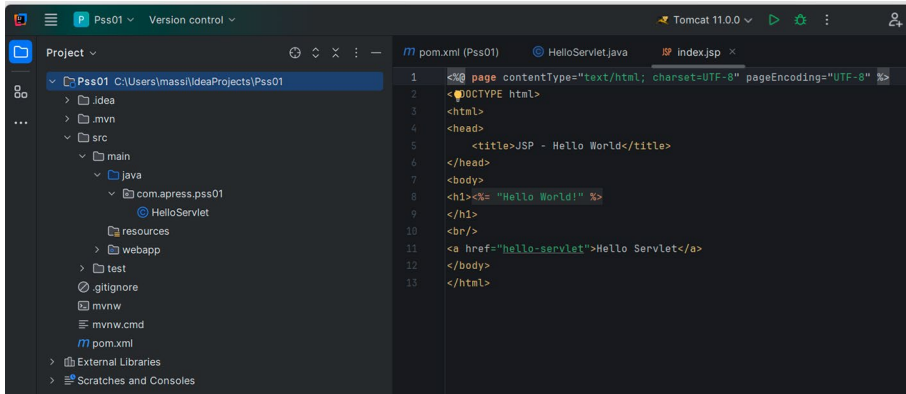 P Pss01 Version control Tomcat 11.0.0
Project
m pom.xml (Pss01) © HelloServlet.java JSP index.jsp ×
Pss01 C:\Users\massi\IdeaProjects\Pss01
.idea
.mvn
src
main
java
com.apress.pss01
© HelloServlet
resources
webapp
test
.gitignore
mvnw
mvnw.cmd
m pom.xml
External Libraries
Scratches and Consoles
1 <%@ page contentType="text/html; charset=UTF-8" pageEncoding="UTF-8" %>
2 <!DOCTYPE html>
3 <html>
4 <head>
5 <title>JSP - Hello World</title>
6 </head>
7 <body>
8 <h1><%= "Hello World!" %>
9 </h1>
10 <br/>
11 <a href="hello-servlet">Hello Servlet</a>
12 </body>
13 </html>